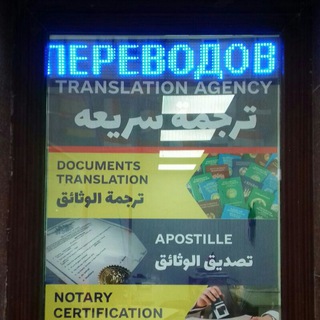 ПЕРЕВОДОВ
TRANSLATION AGENCY
ترجمة سريعه
DOCUMENTS
TRANSLATION
ترجمة الوثائق
APOSTILLE
تصديق الوثائق
NOTARY
CERTIFICATION